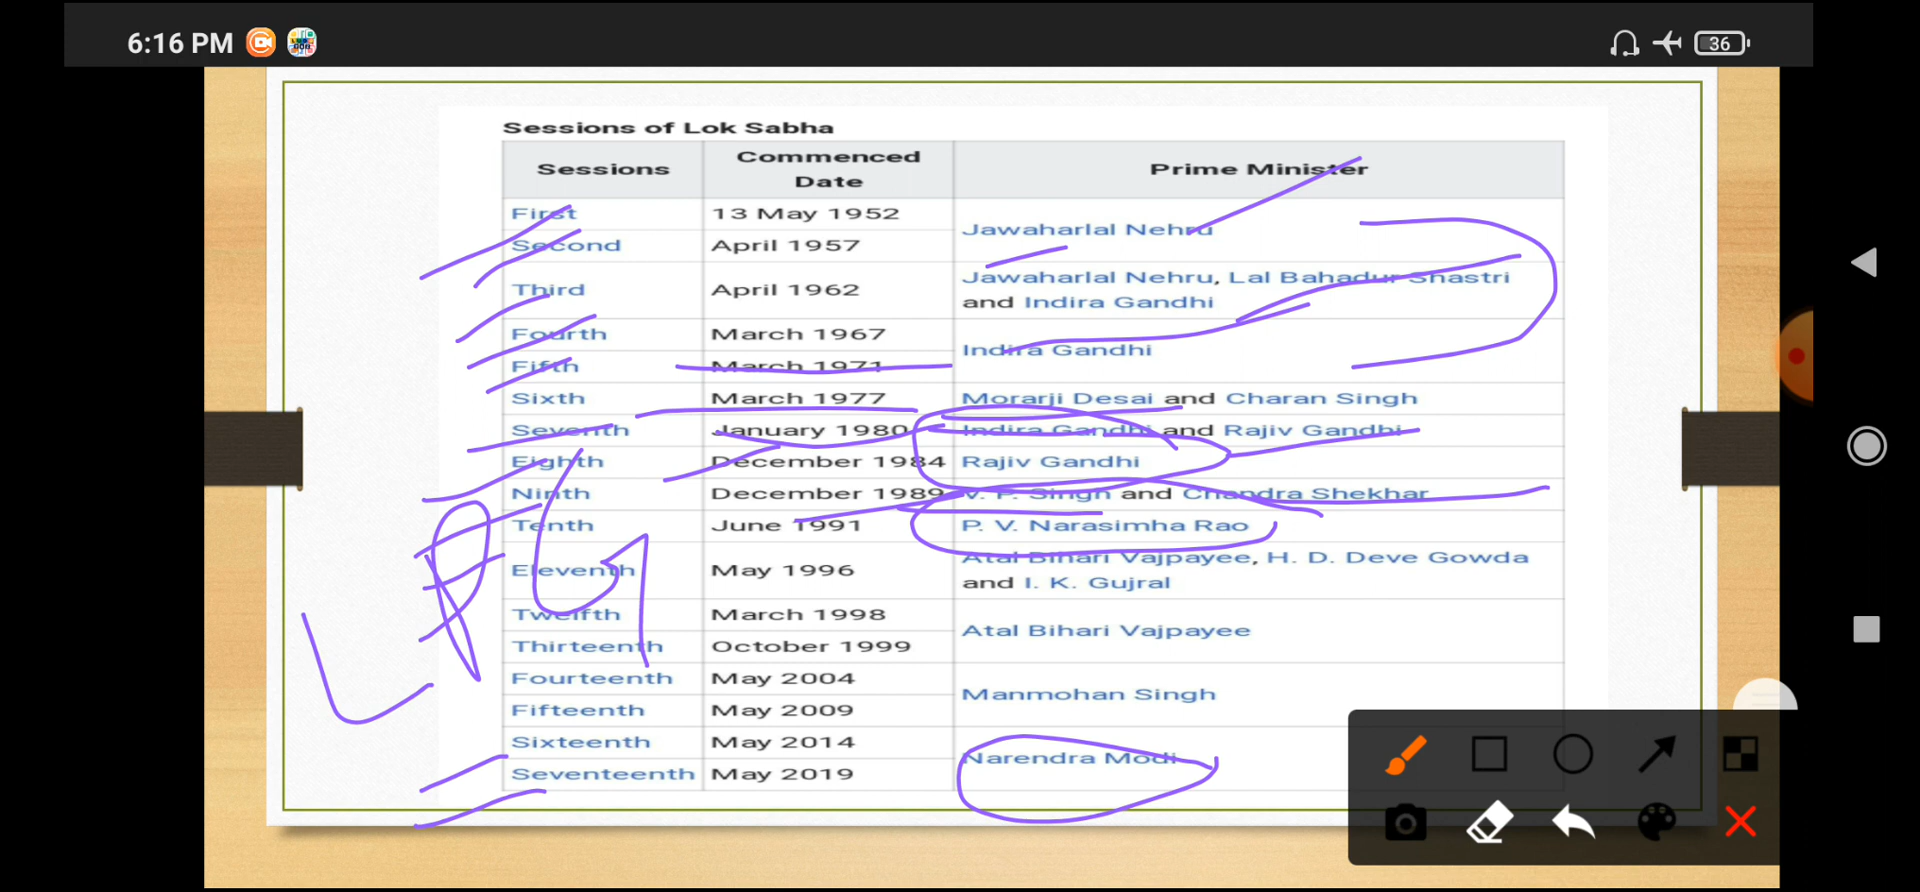 6:16 PM
36
Sessions of Lok Sabha
Sessions Commenced Date Prime Minister
First 13 May 1952 Jawaharlal Nehru
Second April 1957
Third April 1962 Jawaharlal Nehru, Lal Bahadur Shastri
and Indira Gandhi
Fourth March 1967 Indira Gandhi
Fifth March 1971
Sixth March 1977 Morarji Desai and Charan Singh
Seventh January 1980 Indira Gandhi and Rajiv Gandhi
Eighth December 1984 Rajiv Gandhi
Ninth December 1989 V. P. Singh and Chandra Shekhar
Tenth June 1991 P. V. Narasimha Rao
Eleventh May 1996 Atal Bihari Vajpayee, H. D. Deve Gowda
and I. K. Gujral
Twelfth March 1998 Atal Bihari Vajpayee
Thirteenth October 1999
Fourteenth May 2004 Manmohan Singh
Fifteenth May 2009
Sixteenth May 2014 Narendra Modi
Seventeenth May 2019
LPG